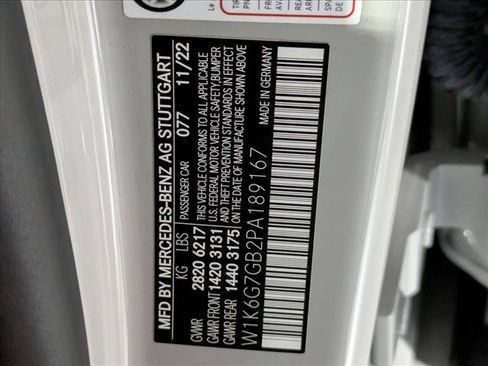 MFD BY MERCEDES-BENZ AG STUTTGART
KG LBS PASSENGER CAR 077 11/22
GVWR 2820 6217 THIS VEHICLE CONFORMS TO ALL APPLICABLE
GAWR FRONT 1420 3131 U.S. FEDERAL MOTOR VEHICLE SAFETY, BUMPER
GAWR REAR 1440 3175 AND THEFT PREVENTION STANDARDS IN EFFECT
ON THE DATE OF MANUFACTURE SHOWN ABOVE
W1K6G7GB2PA189167 MADE IN GERMANY